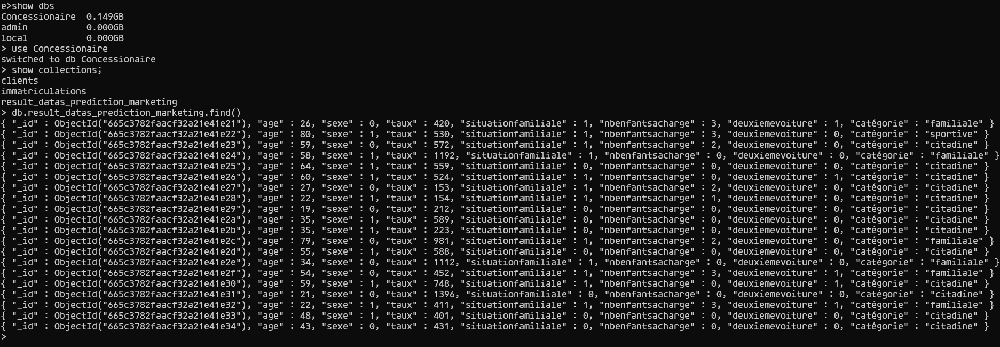 e>show dbs
Concessionaire  0.149GB
admin           0.000GB
local           0.000GB
> use Concessionaire
switched to db Concessionaire
> show collections;
clients
immatriculations
result_datas_prediction_marketing
> db.result_datas_prediction_marketing.find()
{ "_id" : ObjectId("665c3782faacf32a21e41e21"), "age" : 26, "sexe" : 0, "taux" : 420, "situationfamiliale" : 1, "nbenfantsacharge" : 3, "deuxiemevoiture" : 1, "catégorie" : "familiale" }
{ "_id" : ObjectId("665c3782faacf32a21e41e22"), "age" : 80, "sexe" : 1, "taux" : 530, "situationfamiliale" : 1, "nbenfantsacharge" : 3, "deuxiemevoiture" : 0, "catégorie" : "sportive" }
{ "_id" : ObjectId("665c3782faacf32a21e41e23"), "age" : 59, "sexe" : 0, "taux" : 572, "situationfamiliale" : 1, "nbenfantsacharge" : 2, "deuxiemevoiture" : 0, "catégorie" : "citadine" }
{ "_id" : ObjectId("665c3782faacf32a21e41e24"), "age" : 58, "sexe" : 1, "taux" : 1192, "situationfamiliale" : 1, "nbenfantsacharge" : 0, "deuxiemevoiture" : 0, "catégorie" : "familiale" }
{ "_id" : ObjectId("665c3782faacf32a21e41e25"), "age" : 64, "sexe" : 1, "taux" : 559, "situationfamiliale" : 0, "nbenfantsacharge" : 0, "deuxiemevoiture" : 0, "catégorie" : "citadine" }
{ "_id" : ObjectId("665c3782faacf32a21e41e26"), "age" : 60, "sexe" : 1, "taux" : 524, "situationfamiliale" : 1, "nbenfantsacharge" : 0, "deuxiemevoiture" : 1, "catégorie" : "citadine" }
{ "_id" : ObjectId("665c3782faacf32a21e41e27"), "age" : 27, "sexe" : 0, "taux" : 153, "situationfamiliale" : 1, "nbenfantsacharge" : 2, "deuxiemevoiture" : 0, "catégorie" : "citadine" }
{ "_id" : ObjectId("665c3782faacf32a21e41e28"), "age" : 22, "sexe" : 1, "taux" : 154, "situationfamiliale" : 1, "nbenfantsacharge" : 1, "deuxiemevoiture" : 0, "catégorie" : "citadine" }
{ "_id" : ObjectId("665c3782faacf32a21e41e29"), "age" : 19, "sexe" : 0, "taux" : 212, "situationfamiliale" : 0, "nbenfantsacharge" : 0, "deuxiemevoiture" : 0, "catégorie" : "citadine" }
{ "_id" : ObjectId("665c3782faacf32a21e41e2a"), "age" : 35, "sexe" : 1, "taux" : 589, "situationfamiliale" : 0, "nbenfantsacharge" : 0, "deuxiemevoiture" : 0, "catégorie" : "citadine" }
{ "_id" : ObjectId("665c3782faacf32a21e41e2b"), "age" : 35, "sexe" : 1, "taux" : 223, "situationfamiliale" : 0, "nbenfantsacharge" : 0, "deuxiemevoiture" : 0, "catégorie" : "citadine" }
{ "_id" : ObjectId("665c3782faacf32a21e41e2c"), "age" : 79, "sexe" : 0, "taux" : 981, "situationfamiliale" : 1, "nbenfantsacharge" : 2, "deuxiemevoiture" : 0, "catégorie" : "familiale" }
{ "_id" : ObjectId("665c3782faacf32a21e41e2d"), "age" : 55, "sexe" : 1, "taux" : 588, "situationfamiliale" : 0, "nbenfantsacharge" : 0, "deuxiemevoiture" : 0, "catégorie" : "citadine" }
{ "_id" : ObjectId("665c3782faacf32a21e41e2e"), "age" : 34, "sexe" : 0, "taux" : 1112, "situationfamiliale" : 1, "nbenfantsacharge" : 0, "deuxiemevoiture" : 0, "catégorie" : "familiale" }
{ "_id" : ObjectId("665c3782faacf32a21e41e2f"), "age" : 54, "sexe" : 0, "taux" : 452, "situationfamiliale" : 1, "nbenfantsacharge" : 3, "deuxiemevoiture" : 1, "catégorie" : "familiale" }
{ "_id" : ObjectId("665c3782faacf32a21e41e30"), "age" : 59, "sexe" : 1, "taux" : 748, "situationfamiliale" : 1, "nbenfantsacharge" : 0, "deuxiemevoiture" : 1, "catégorie" : "citadine" }
{ "_id" : ObjectId("665c3782faacf32a21e41e31"), "age" : 21, "sexe" : 0, "taux" : 1396, "situationfamiliale" : 0, "nbenfantsacharge" : 0, "deuxiemevoiture" : 0, "catégorie" : "citadine" }
{ "_id" : ObjectId("665c3782faacf32a21e41e32"), "age" : 22, "sexe" : 1, "taux" : 411, "situationfamiliale" : 1, "nbenfantsacharge" : 3, "deuxiemevoiture" : 1, "catégorie" : "familiale" }
{ "_id" : ObjectId("665c3782faacf32a21e41e33"), "age" : 48, "sexe" : 1, "taux" : 401, "situationfamiliale" : 0, "nbenfantsacharge" : 0, "deuxiemevoiture" : 0, "catégorie" : "citadine" }
{ "_id" : ObjectId("665c3782faacf32a21e41e34"), "age" : 43, "sexe" : 0, "taux" : 431, "situationfamiliale" : 0, "nbenfantsacharge" : 0, "deuxiemevoiture" : 0, "catégorie" : "citadine" }
>